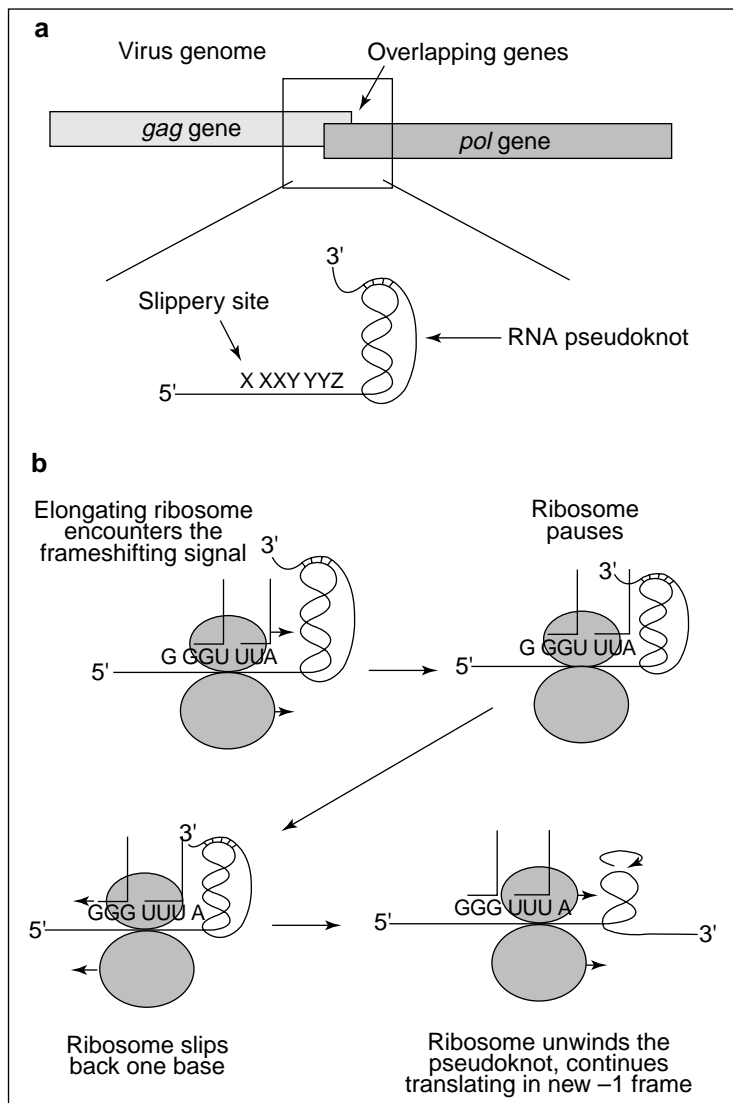 a
Virus genome
Overlapping genes
gag gene
pol gene
3'
Slippery site
RNA pseudoknot
X XXY YYZ
5'
b
Elongating ribosome
encounters the
frameshifting signal
3'
G GGU UUA
5'
Ribosome
pauses
3'
G GGU UUA
5'
3'
GGG UUU A
5'
Ribosome slips
back one base
GGG UUU A
5'
3'
Ribosome unwinds the
pseudoknot, continues
translating in new –1 frame